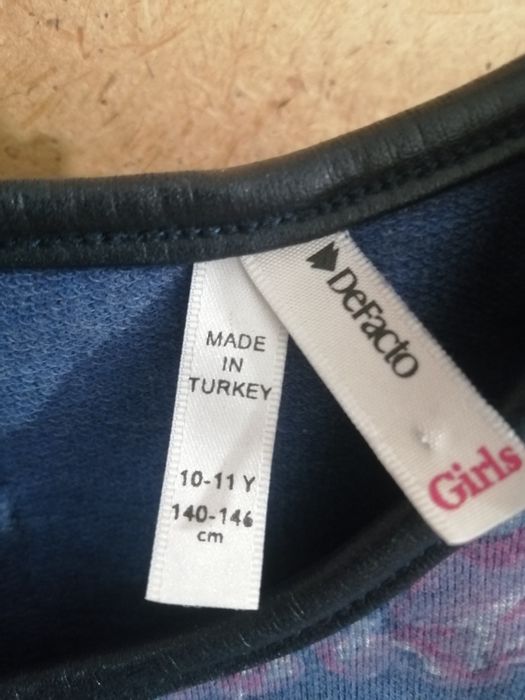 MADE
IN
TURKEY
10-11 Y
140-146
cm
DeFacto
Girls